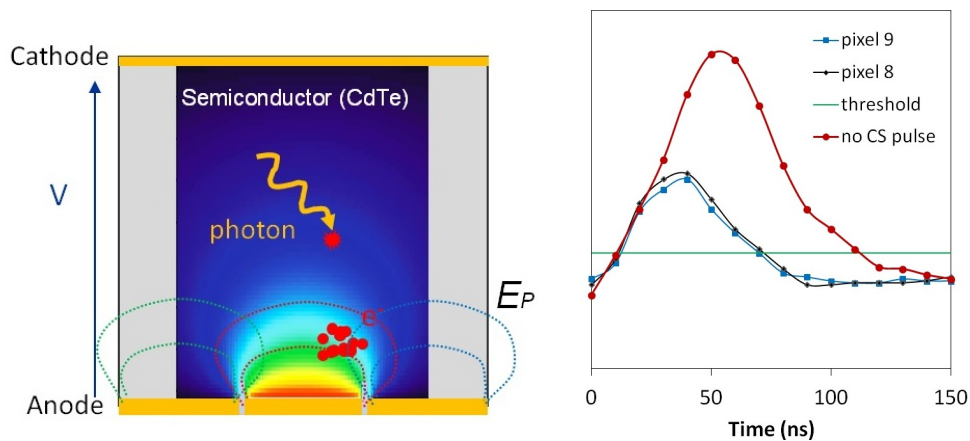 Cathode
Semiconductor (CdTe)
V
photon
E_P
e⁻
Anode
pixel 9
pixel 8
threshold
no CS pulse
0
50
100
150
Time (ns)